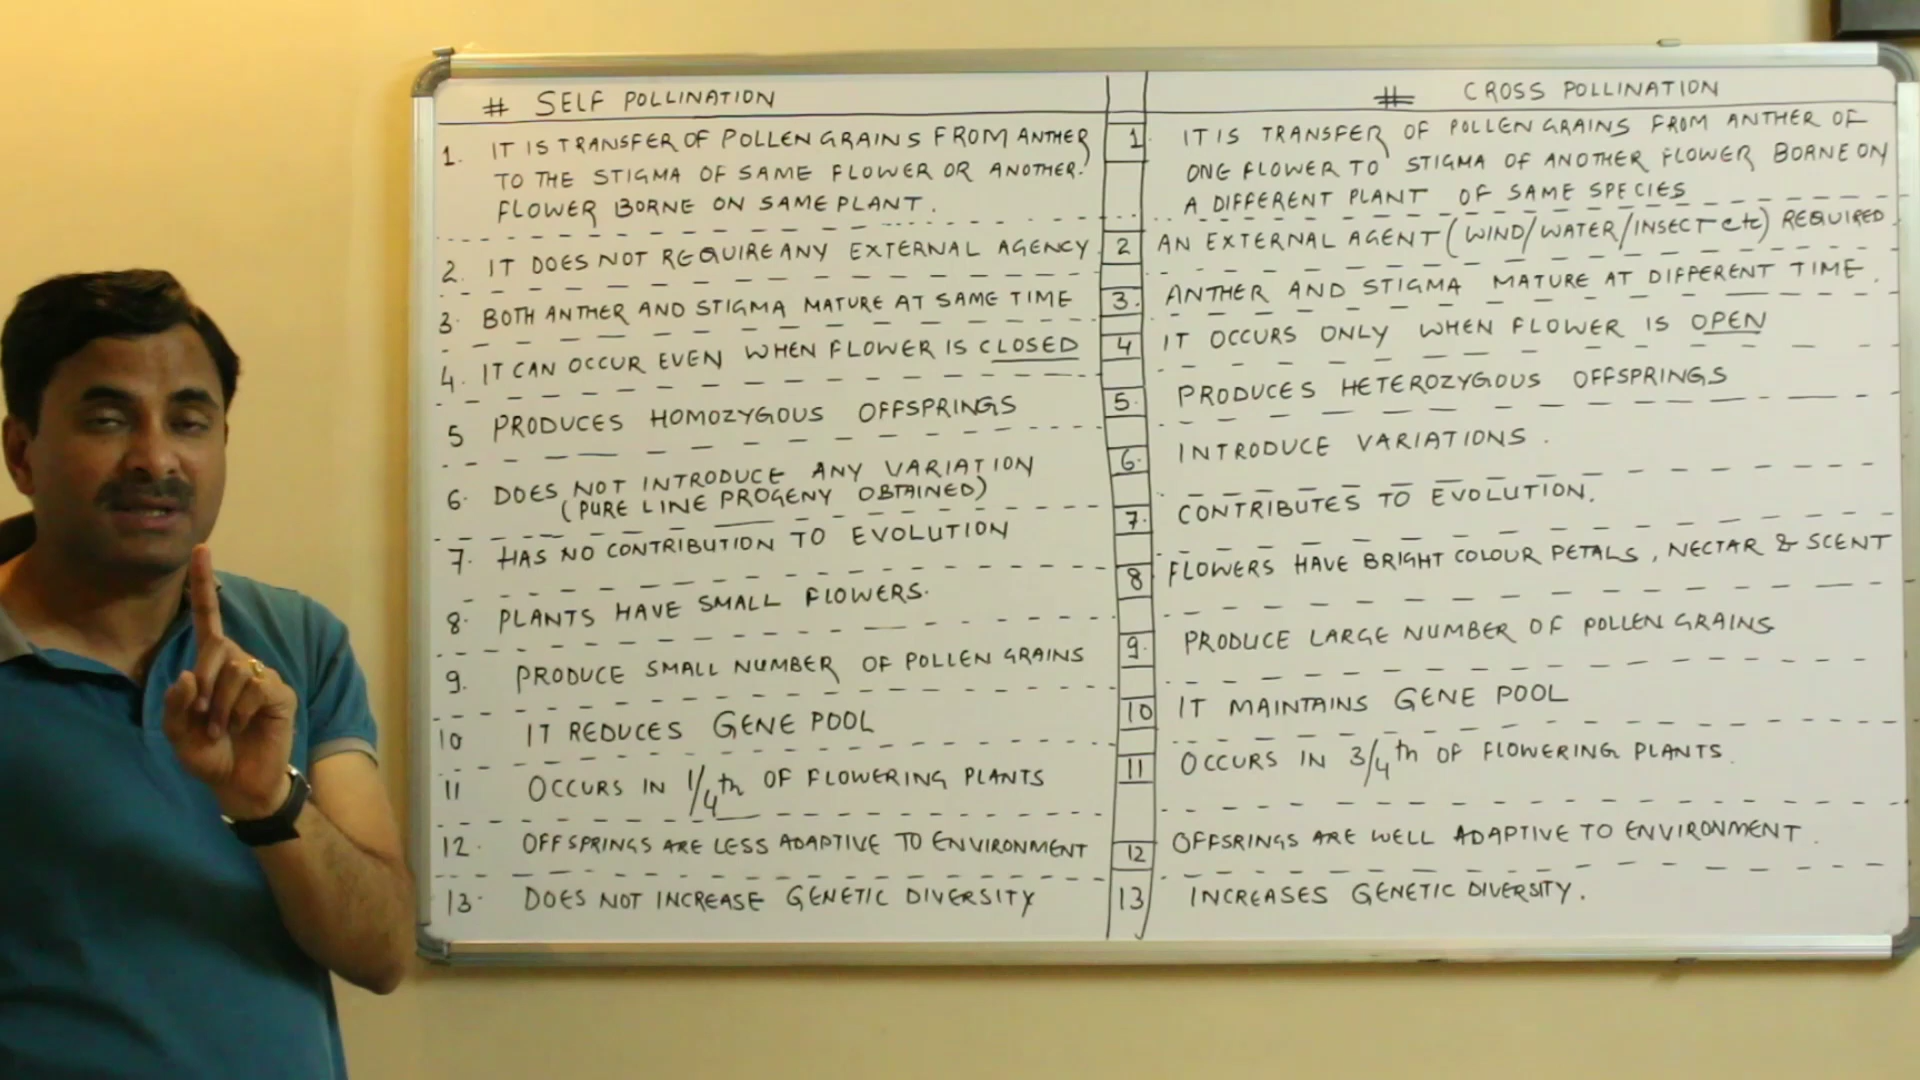 # SELF POLLINATION
1. IT IS TRANSFER OF POLLEN GRAINS FROM ANTHER
TO THE STIGMA OF SAME FLOWER OR ANOTHER
FLOWER BORNE ON SAME PLANT.
2. IT DOES NOT REQUIRE ANY EXTERNAL AGENCY
3. BOTH ANTHER AND STIGMA MATURE AT SAME TIME
4. IT CAN OCCUR EVEN WHEN FLOWER IS CLOSED
5 PRODUCES HOMOZYGOUS OFFSPRINGS
6. DOES NOT INTRODUCE ANY VARIATION
(PURE LINE PROGENY OBTAINED)
7. HAS NO CONTRIBUTION TO EVOLUTION
8. PLANTS HAVE SMALL FLOWERS.
9. PRODUCE SMALL NUMBER OF POLLEN GRAINS
10 IT REDUCES GENE POOL
11 OCCURS IN 1/4th OF FLOWERING PLANTS
12. OFFSPRINGS ARE LESS ADAPTIVE TO ENVIRONMENT
13. DOES NOT INCREASE GENETIC DIVERSITY
# CROSS POLLINATION
1. IT IS TRANSFER OF POLLEN GRAINS FROM ANTHER OF
ONE FLOWER TO STIGMA OF ANOTHER FLOWER BORNE ON
A DIFFERENT PLANT OF SAME SPECIES
2 AN EXTERNAL AGENT (WIND/WATER/INSECT etc) REQUIRED
3. ANTHER AND STIGMA MATURE AT DIFFERENT TIME.
4 IT OCCURS ONLY WHEN FLOWER IS OPEN
5. PRODUCES HETEROZYGOUS OFFSPRINGS
6. INTRODUCE VARIATIONS.
7. CONTRIBUTES TO EVOLUTION.
8 FLOWERS HAVE BRIGHT COLOUR PETALS, NECTAR & SCENT
9. PRODUCE LARGE NUMBER OF POLLEN GRAINS
10 IT MAINTAINS GENE POOL
11 OCCURS IN 3/4th OF FLOWERING PLANTS.
12 OFFSRINGS ARE WELL ADAPTIVE TO ENVIRONMENT.
13 INCREASES GENETIC DIVERSITY.